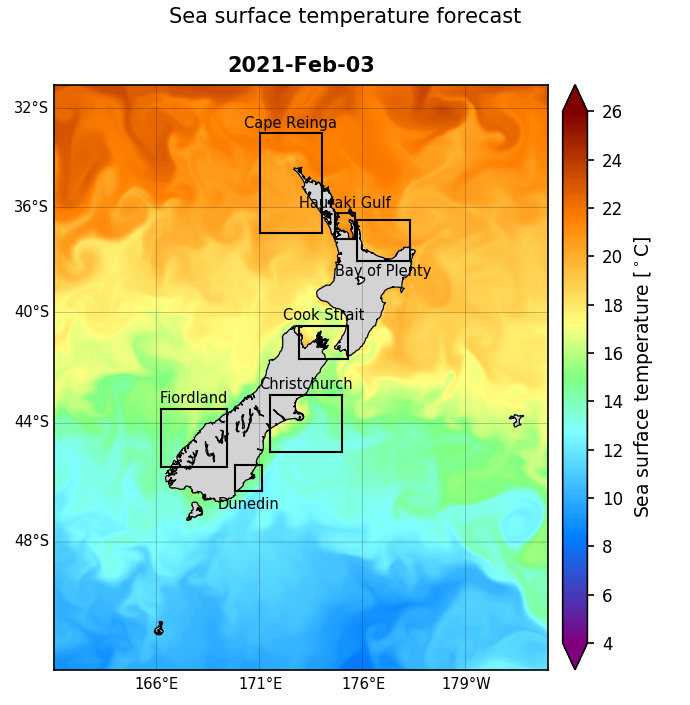 Sea surface temperature forecast
2021-Feb-03
32°S
36°S
40°S
44°S
48°S
Cape Reinga
Hauraki Gulf
Bay of Plenty
Cook Strait
Christchurch
Fiordland
Dunedin
166°E
171°E
176°E
179°W
26
24
22
20
18
16
14
12
10
8
6
4
Sea surface temperature [°C]